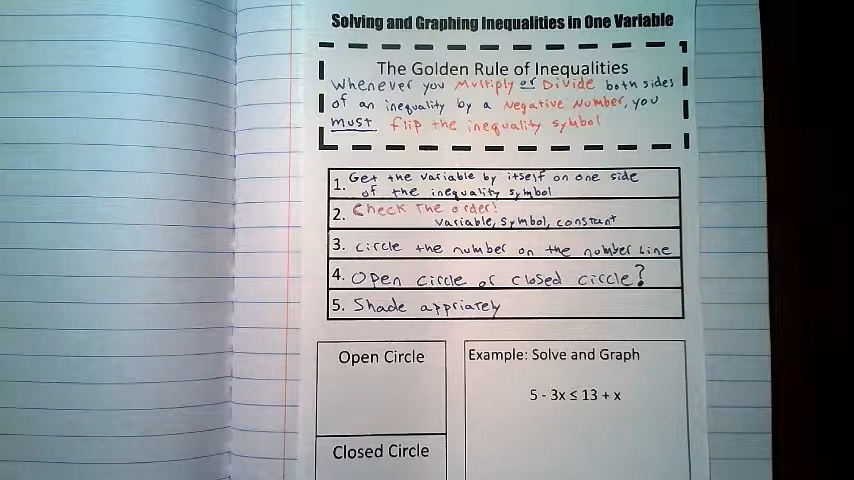 Solving and Graphing Inequalities in One Variable
The Golden Rule of Inequalities
Whenever you Multiply or Divide both sides
of an inequality by a Negative Number, you
must flip the inequality symbol
1. Get the variable by itself on one side
of the inequality symbol
2. Check the order!
variable, symbol, constant
3. circle the number on the number line
4. Open circle or closed circle?
5. Shade appriately
Open Circle
Closed Circle
Example: Solve and Graph
5 - 3x ≤ 13 + x